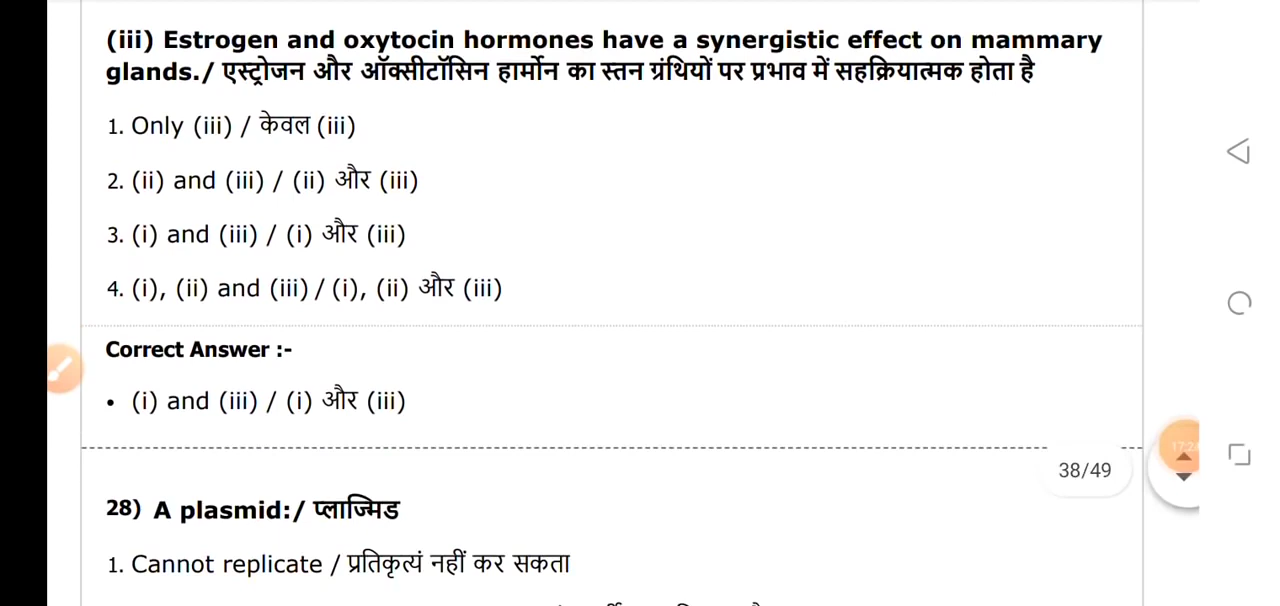 (iii) Estrogen and oxytocin hormones have a synergistic effect on mammary
glands./ एस्ट्रोजन और ऑक्सीटॉसिन हार्मोन का स्तन ग्रंथियों पर प्रभाव में सहक्रियात्मक होता है
1. Only (iii) / केवल (iii)
2. (ii) and (iii) / (ii) और (iii)
3. (i) and (iii) / (i) और (iii)
4. (i), (ii) and (iii) / (i), (ii) और (iii)
Correct Answer :-
• (i) and (iii) / (i) और (iii)
17:24
38/49
28) A plasmid:/ प्लाज्मिड
1. Cannot replicate / प्रतिकृत्यं नहीं कर सकता